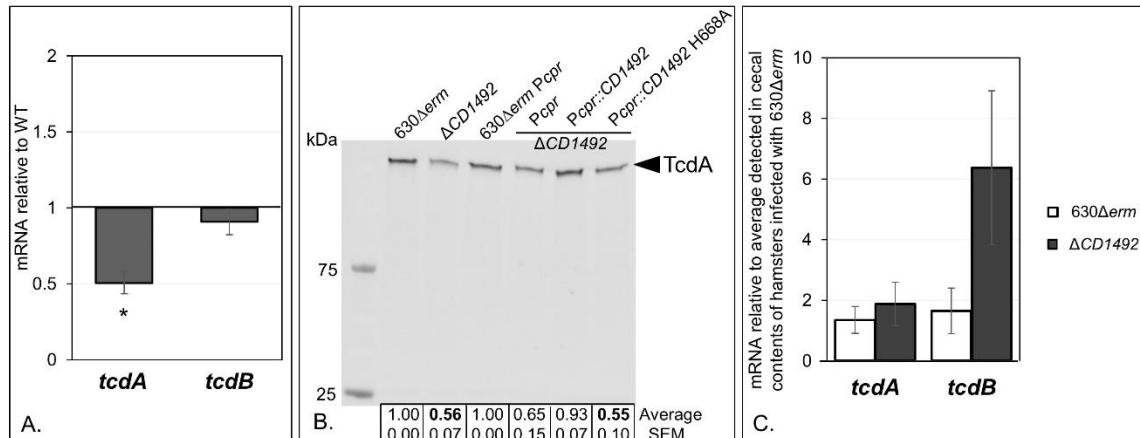 2
1.5
1
0.5
0
mRNA relative to WT
*
tcdA tcdB
A.
630Δerm
ΔCD1492
630Δerm Pcpr
Pcpr
Pcpr::CD1492
Pcpr::CD1492 H668A
ΔCD1492
kDa
TcdA
75
25
1.00 0.56 1.00 0.65 0.93 0.55 Average
0.00 0.07 0.00 0.15 0.07 0.10 SEM
B.
mRNA relative to average detected in cecal
contents of hamsters infected with 630Δerm
10
8
6
4
2
0
tcdA tcdB
630Δerm
ΔCD1492
C.